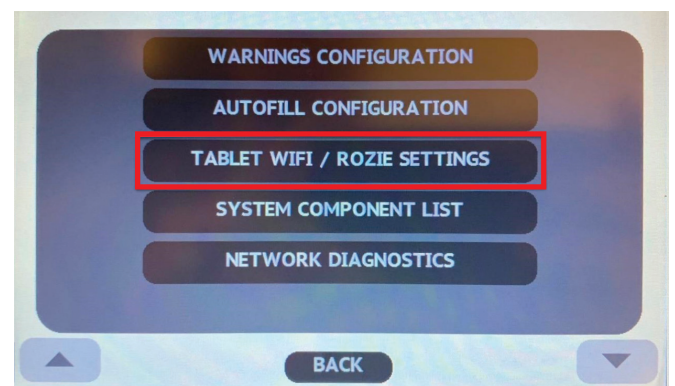 WARNINGS CONFIGURATION
AUTOFILL CONFIGURATION
TABLET WIFI / ROZIE SETTINGS
SYSTEM COMPONENT LIST
NETWORK DIAGNOSTICS
BACK